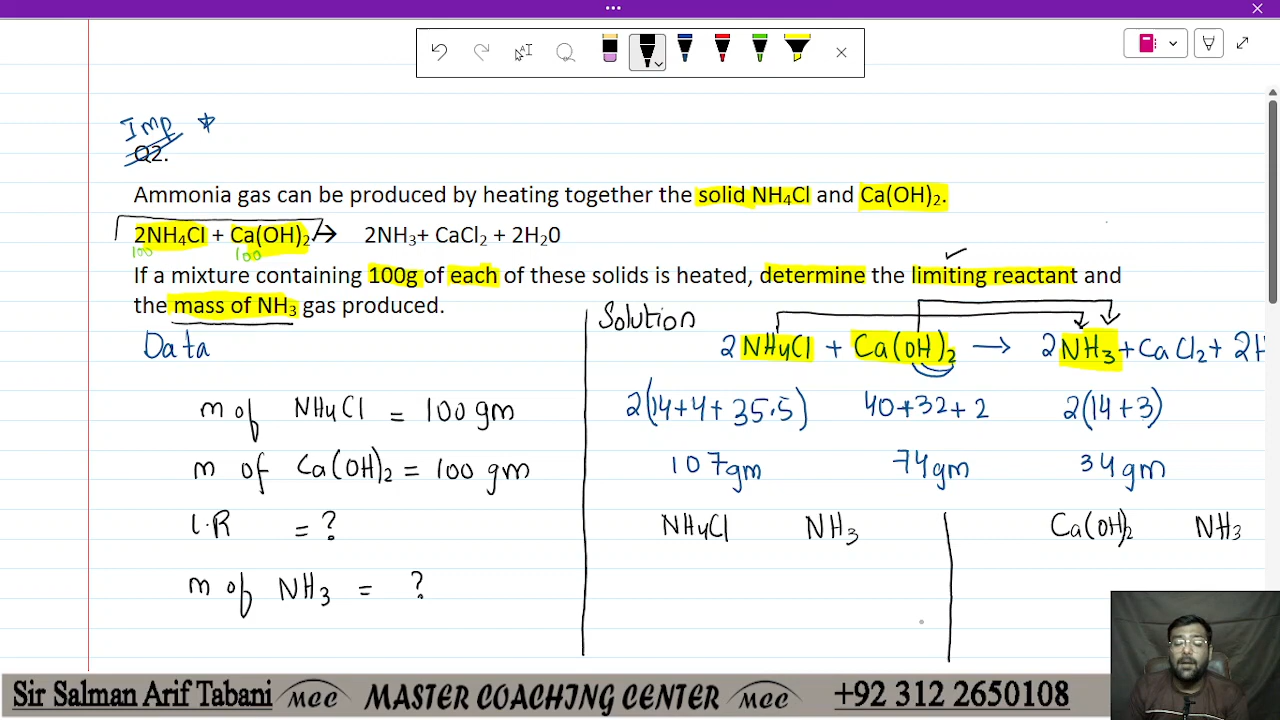 Imp *
Q2.
Ammonia gas can be produced by heating together the solid NH₄Cl and Ca(OH)₂.
2NH₄Cl + Ca(OH)₂ → 2NH₃+ CaCl₂ + 2H₂0
100 100
If a mixture containing 100g of each of these solids is heated, determine the limiting reactant and
the mass of NH₃ gas produced.
Data
m of NH4Cl = 100 gm
m of Ca(OH)₂ = 100 gm
L.R = ?
m of NH₃ = ?
Solution
2NH4Cl + Ca(OH)₂ → 2NH₃ + CaCl₂ + 2H
2(14+4+35.5) 40+32+2 2(14+3)
107gm 74gm 34gm
NH4Cl NH₃ Ca(OH)₂ NH₃
Sir Salman Arif Tabani MCC MASTER COACHING CENTER MCC +92 312 2650108